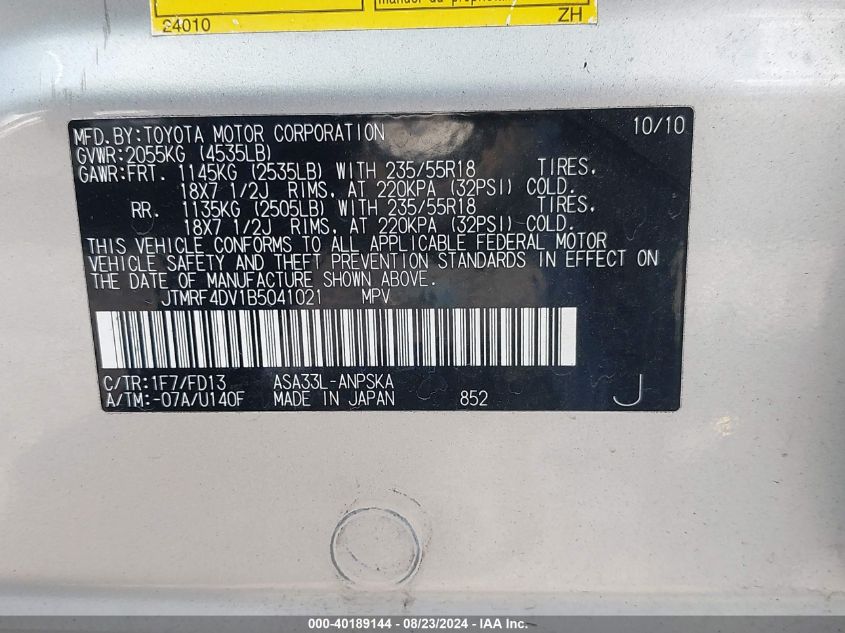 manuel du propriét
24010
ZH
MFD.BY:TOYOTA MOTOR CORPORATION 10/10
GVWR:2055KG (4535LB)
GAWR:FRT. 1145KG (2535LB) WITH 235/55R18 TIRES,
18X7 1/2J RIMS, AT 220KPA (32PSI) COLD.
RR. 1135KG (2505LB) WITH 235/55R18 TIRES,
18X7 1/2J RIMS, AT 220KPA (32PSI) COLD.
THIS VEHICLE CONFORMS TO ALL APPLICABLE FEDERAL MOTOR
VEHICLE SAFETY AND THEFT PREVENTION STANDARDS IN EFFECT ON
THE DATE OF MANUFACTURE SHOWN ABOVE.
JTMRF4DV1B5041021 MPV
C/TR:1F7/FD13 ASA33L-ANPSKA
A/TM:-07A/U140F MADE IN JAPAN 852 J
000-40189144 - 08/23/2024 - IAA Inc.